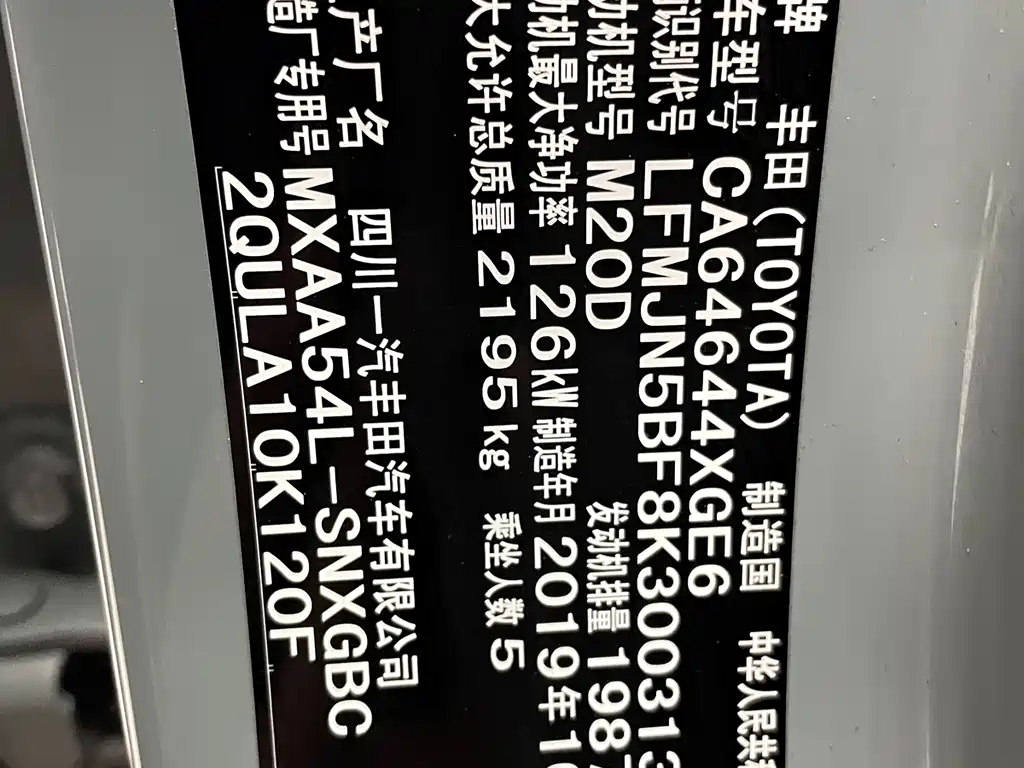 牌 丰田(TOYOTA) 制造国 中华人民共
车型号 CA6464XGE6
识别代号 LFMJN5BF8K300313
动机型号 M20D 发动机排量 1987
动机最大净功率 126kW 制造年月 2019年1
大允许总质量 2195kg 乘坐人数 5
产厂名 四川一汽丰田汽车有限公司
造厂专用号 MXAA54L-SNXGBC
2QULA10K120F